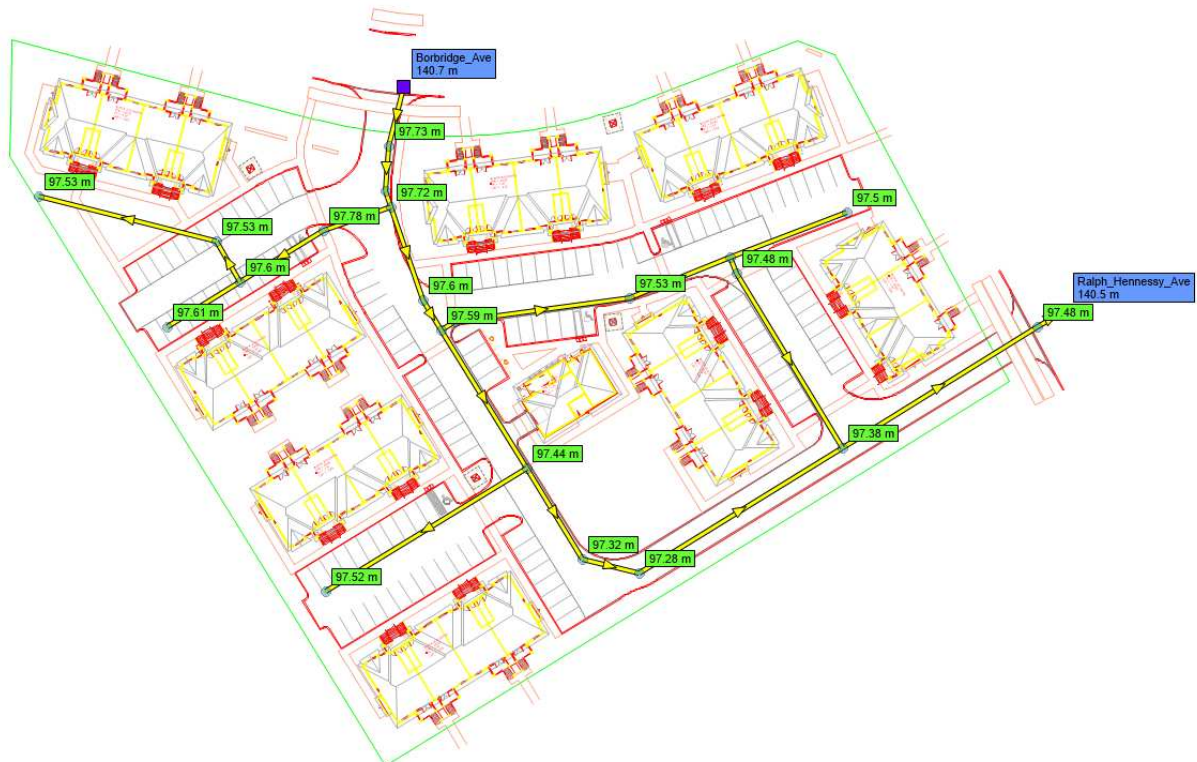 Borbridge_Ave
140.7 m
97.73 m
97.53 m
97.72 m
97.5 m
97.78 m
97.53 m
97.48 m
97.6 m
97.53 m
Ralph_Hennessy_Ave
140.5 m
97.6 m
97.48 m
97.61 m
97.59 m
97.38 m
97.44 m
97.32 m
97.28 m
97.52 m